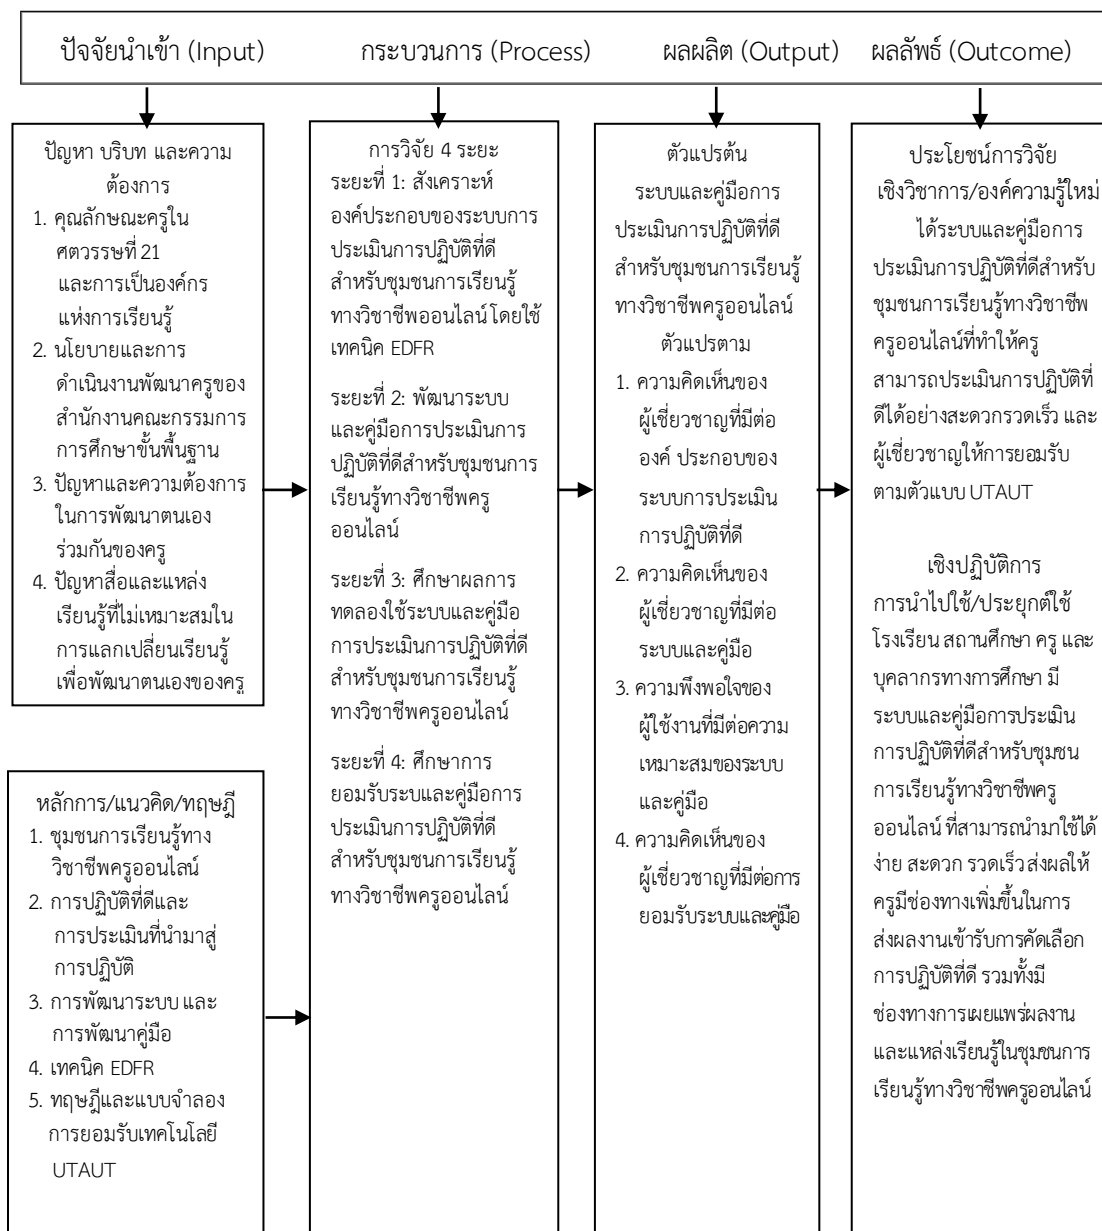 ปัจจัยนำเข้า (Input) กระบวนการ (Process) ผลผลิต (Output) ผลลัพธ์ (Outcome)
ปัญหา บริบท และความ
ต้องการ
1. คุณลักษณะครูใน
ศตวรรษที่ 21
และการเป็นองค์กร
แห่งการเรียนรู้
2. นโยบายและการ
ดำเนินงานพัฒนาครูของ
สำนักงานคณะกรรมการ
การศึกษาขั้นพื้นฐาน
3. ปัญหาและความต้องการ
ในการพัฒนาตนเอง
ร่วมกันของครู
4. ปัญหาสื่อและแหล่ง
เรียนรู้ที่ไม่เหมาะสมใน
การแลกเปลี่ยนเรียนรู้
เพื่อพัฒนาตนเองของครู
หลักการ/แนวคิด/ทฤษฎี
1. ชุมชนการเรียนรู้ทาง
วิชาชีพครูออนไลน์
2. การปฏิบัติที่ดีและ
การประเมินที่นำมาสู่
การปฏิบัติ
3. การพัฒนาระบบ และ
การพัฒนาคู่มือ
4. เทคนิค EDFR
5. ทฤษฎีและแบบจำลอง
การยอมรับเทคโนโลยี
UTAUT
การวิจัย 4 ระยะ
ระยะที่ 1: สังเคราะห์
องค์ประกอบของระบบการ
ประเมินการปฏิบัติที่ดี
สำหรับชุมชนการเรียนรู้
ทางวิชาชีพออนไลน์ โดยใช้
เทคนิค EDFR
ระยะที่ 2: พัฒนาระบบ
และคู่มือการประเมินการ
ปฏิบัติที่ดีสำหรับชุมชนการ
เรียนรู้ทางวิชาชีพครู
ออนไลน์
ระยะที่ 3: ศึกษาผลการ
ทดลองใช้ระบบและคู่มือ
การประเมินการปฏิบัติที่ดี
สำหรับชุมชนการเรียนรู้
ทางวิชาชีพครูออนไลน์
ระยะที่ 4: ศึกษาการ
ยอมรับระบและคู่มือการ
ประเมินการปฏิบัติที่ดี
สำหรับชุมชนการเรียนรู้
ทางวิชาชีพครูออนไลน์
ตัวแปรต้น
ระบบและคู่มือการ
ประเมินการปฏิบัติที่ดี
สำหรับชุมชนการเรียนรู้
ทางวิชาชีพครูออนไลน์
ตัวแปรตาม
1. ความคิดเห็นของ
ผู้เชี่ยวชาญที่มีต่อ
องค์ ประกอบของ
ระบบการประเมิน
การปฏิบัติที่ดี
2. ความคิดเห็นของ
ผู้เชี่ยวชาญที่มีต่อ
ระบบและคู่มือ
3. ความพึงพอใจของ
ผู้ใช้งานที่มีต่อความ
เหมาะสมของระบบ
และคู่มือ
4. ความคิดเห็นของ
ผู้เชี่ยวชาญที่มีต่อการ
ยอมรับระบบและคู่มือ
ประโยชน์การวิจัย
เชิงวิชาการ/องค์ความรู้ใหม่
ได้ระบบและคู่มือการ
ประเมินการปฏิบัติที่ดีสำหรับ
ชุมชนการเรียนรู้ทางวิชาชีพ
ครูออนไลน์ที่ทำให้ครู
สามารถประเมินการปฏิบัติที่
ดีได้อย่างสะดวกรวดเร็ว และ
ผู้เชี่ยวชาญให้การยอมรับ
ตามตัวแบบ UTAUT
เชิงปฏิบัติการ
การนำไปใช้/ประยุกต์ใช้
โรงเรียน สถานศึกษา ครู และ
บุคลากรทางการศึกษา มี
ระบบและคู่มือการประเมิน
การปฏิบัติที่ดีสำหรับชุมชน
การเรียนรู้ทางวิชาชีพครู
ออนไลน์ ที่สามารถนำมาใช้ได้
ง่าย สะดวก รวดเร็ว ส่งผลให้
ครูมีช่องทางเพิ่มขึ้นในการ
ส่งผลงานเข้ารับการคัดเลือก
การปฏิบัติที่ดี รวมทั้งมี
ช่องทางการเผยแพร่ผลงาน
และแหล่งเรียนรู้ในชุมชนการ
เรียนรู้ทางวิชาชีพครูออนไลน์